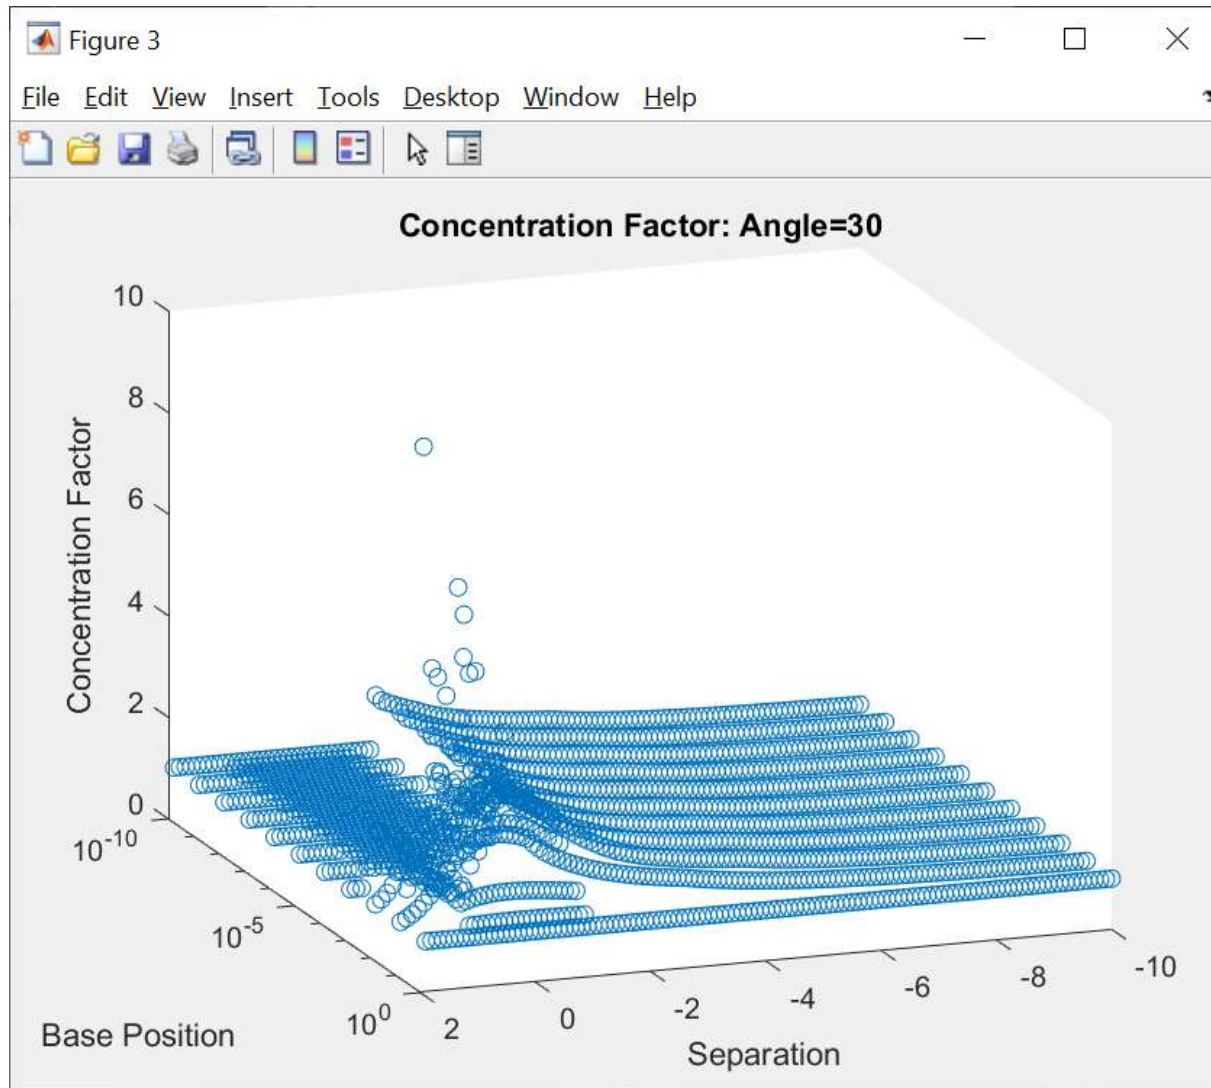 Figure 3
File Edit View Insert Tools Desktop Window Help
Concentration Factor: Angle=30
10
8
6
4
2
0
Concentration Factor
10^-10
10^-5
10^0
Base Position
2
0
-2
-4
-6
-8
-10
Separation